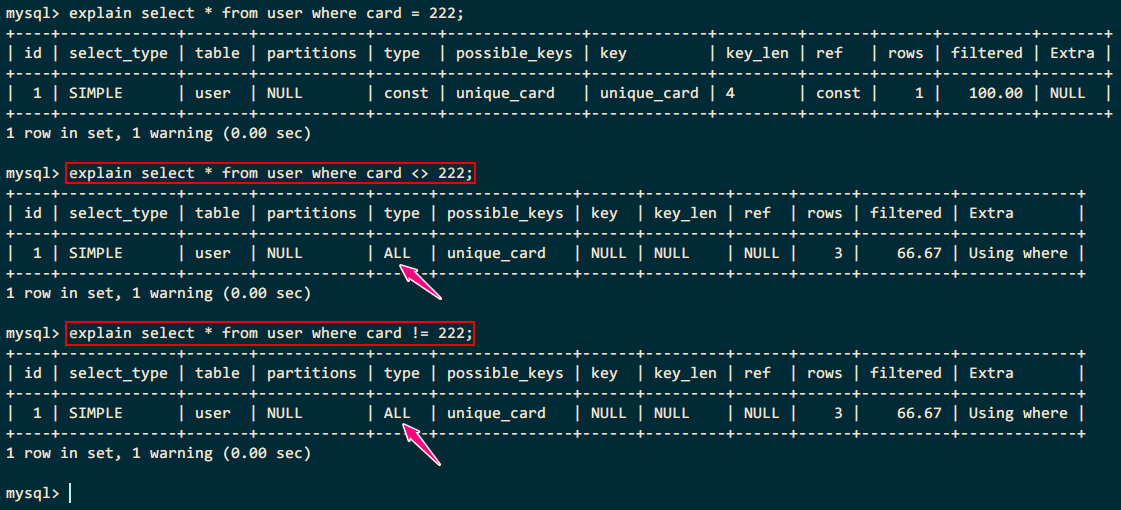 mysql> explain select * from user where card = 222;
+----+-------------+-------+------------+-------+---------------+-------------+---------+-------+------+----------+-------+
| id | select_type | table | partitions | type  | possible_keys | key         | key_len | ref   | rows | filtered | Extra |
+----+-------------+-------+------------+-------+---------------+-------------+---------+-------+------+----------+-------+
|  1 | SIMPLE      | user  | NULL       | const | unique_card   | unique_card | 4       | const |    1 |   100.00 | NULL  |
+----+-------------+-------+------------+-------+---------------+-------------+---------+-------+------+----------+-------+
1 row in set, 1 warning (0.00 sec)
mysql> explain select * from user where card <> 222;
+----+-------------+-------+------------+------+---------------+------+---------+------+------+----------+-------------+
| id | select_type | table | partitions | type | possible_keys | key  | key_len | ref  | rows | filtered | Extra       |
+----+-------------+-------+------------+------+---------------+------+---------+------+------+----------+-------------+
|  1 | SIMPLE      | user  | NULL       | ALL  | unique_card   | NULL | NULL    | NULL |    3 |    66.67 | Using where |
+----+-------------+-------+------------+------+---------------+------+---------+------+------+----------+-------------+
1 row in set, 1 warning (0.00 sec)
mysql> explain select * from user where card != 222;
+----+-------------+-------+------------+------+---------------+------+---------+------+------+----------+-------------+
| id | select_type | table | partitions | type | possible_keys | key  | key_len | ref  | rows | filtered | Extra       |
+----+-------------+-------+------------+------+---------------+------+---------+------+------+----------+-------------+
|  1 | SIMPLE      | user  | NULL       | ALL  | unique_card   | NULL | NULL    | NULL |    3 |    66.67 | Using where |
+----+-------------+-------+------------+------+---------------+------+---------+------+------+----------+-------------+
1 row in set, 1 warning (0.00 sec)
mysql>